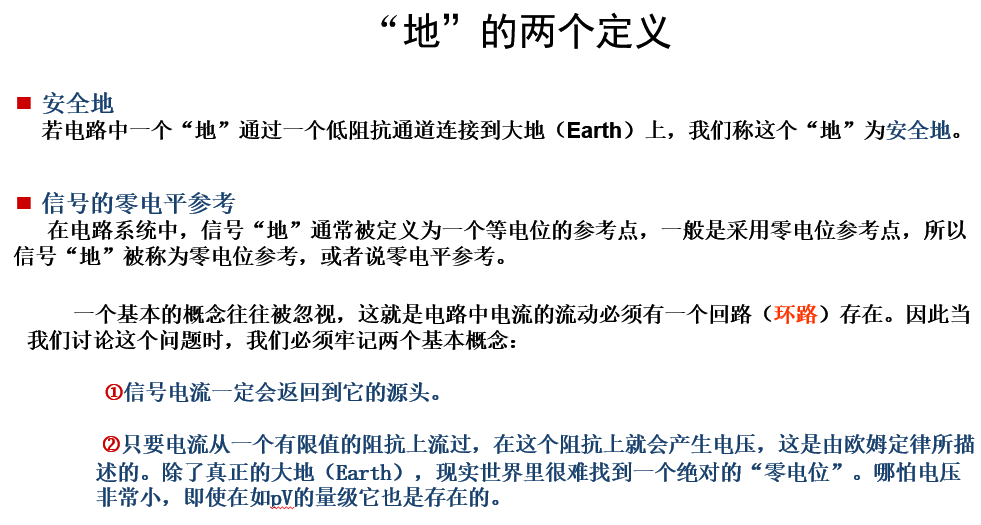 “地”的两个定义
■ 安全地
若电路中一个“地”通过一个低阻抗通道连接到大地（Earth）上，我们称这个“地”为安全地。
■ 信号的零电平参考
在电路系统中，信号“地”通常被定义为一个等电位的参考点，一般是采用零电位参考点，所以
信号“地”被称为零电位参考，或者说零电平参考。
一个基本的概念往往被忽视，这就是电路中电流的流动必须有一个回路（环路）存在。因此当
我们讨论这个问题时，我们必须牢记两个基本概念：
①信号电流一定会返回到它的源头。
②只要电流从一个有限值的阻抗上流过，在这个阻抗上就会产生电压，这是由欧姆定律所描
述的。除了真正的大地（Earth），现实世界里很难找到一个绝对的“零电位”。哪怕电压
非常小，即使在如pV的量级它也是存在的。